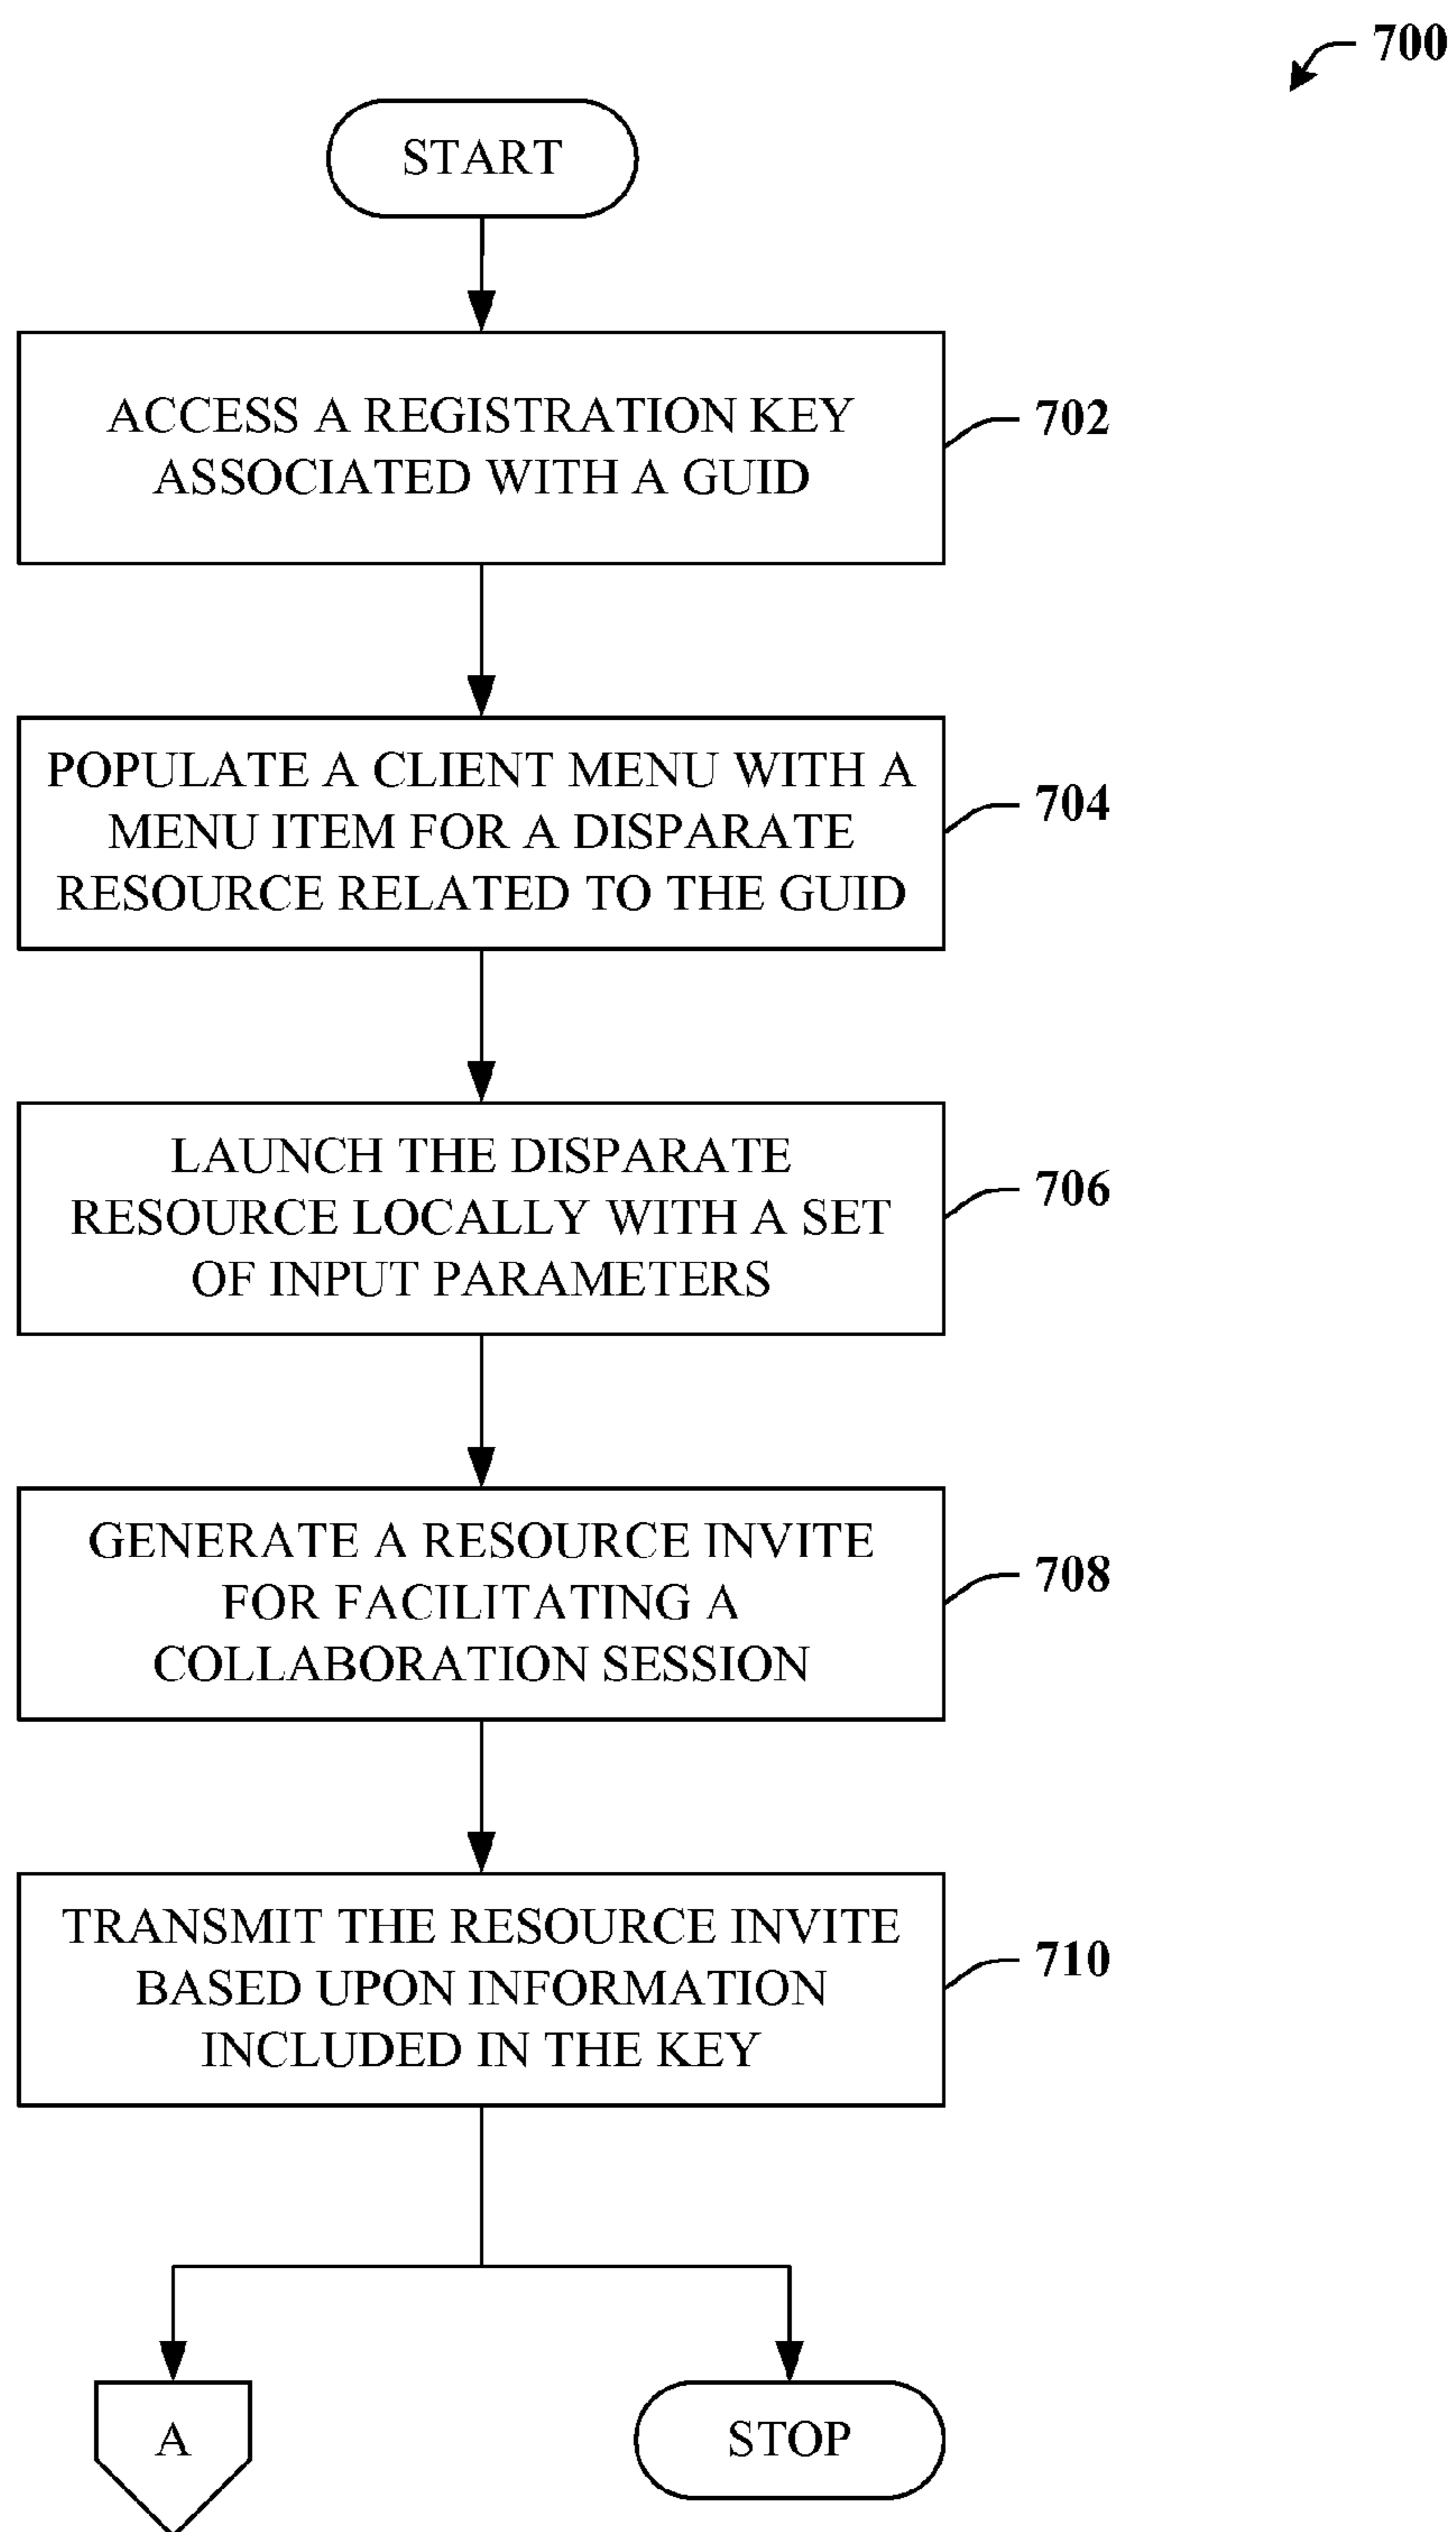 700
START
ACCESS A REGISTRATION KEY
ASSOCIATED WITH A GUID
702
POPULATE A CLIENT MENU WITH A
MENU ITEM FOR A DISPARATE
RESOURCE RELATED TO THE GUID
704
LAUNCH THE DISPARATE
RESOURCE LOCALLY WITH A SET
OF INPUT PARAMETERS
706
GENERATE A RESOURCE INVITE
FOR FACILITATING A
COLLABORATION SESSION
708
TRANSMIT THE RESOURCE INVITE
BASED UPON INFORMATION
INCLUDED IN THE KEY
710
A
STOP